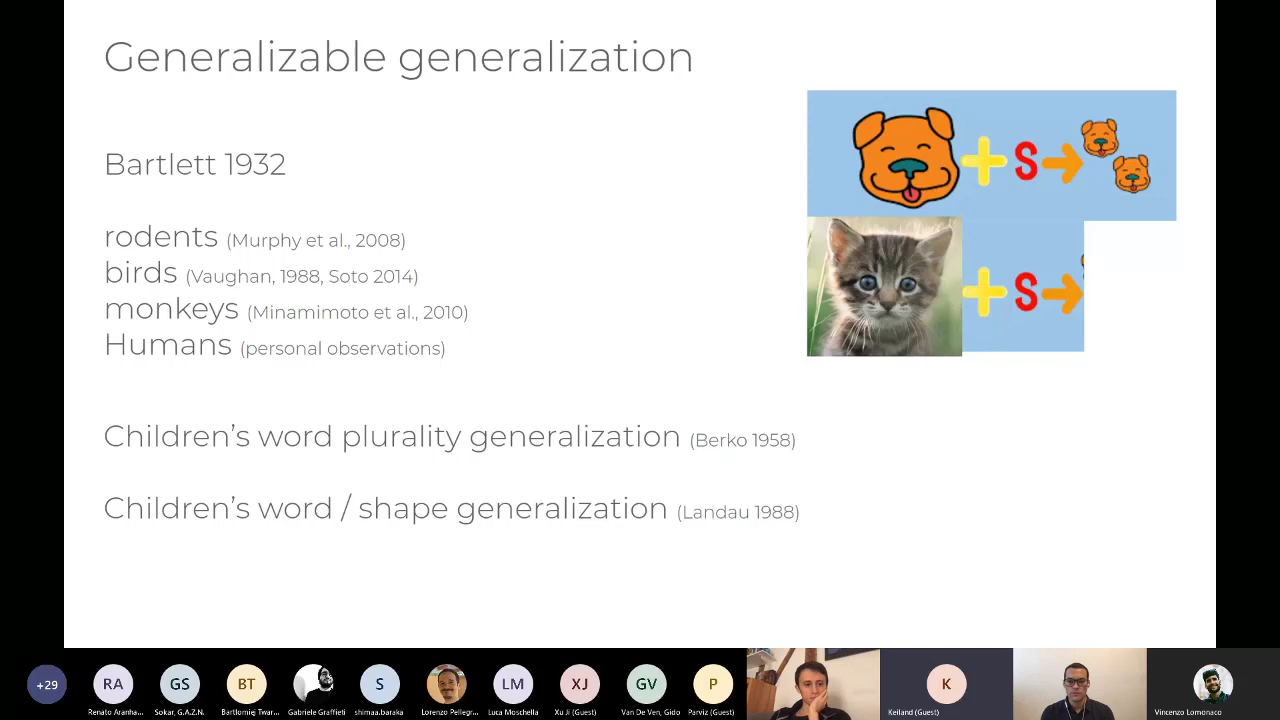 Generalizable generalization
Bartlett 1932
rodents (Murphy et al., 2008)
birds (Vaughan, 1988, Soto 2014)
monkeys (Minamimoto et al., 2010)
Humans (personal observations)
S
S
Children’s word plurality generalization (Berko 1958)
Children’s word / shape generalization (Landau 1988)
+29
RA
GS
BT
S
LM
XJ
GV
P
K
Renato Aranha...
Sokar, G.A.Z.N.
Bartłomiej Twar...
Gabriele Graffieti
shimaa.baraka
Lorenzo Pellegr...
Luca Moschella
Xu Ji (Guest)
Van De Ven, Gido
Parviz (Guest)
Keiland (Guest)
Vincenzo Lomonaco